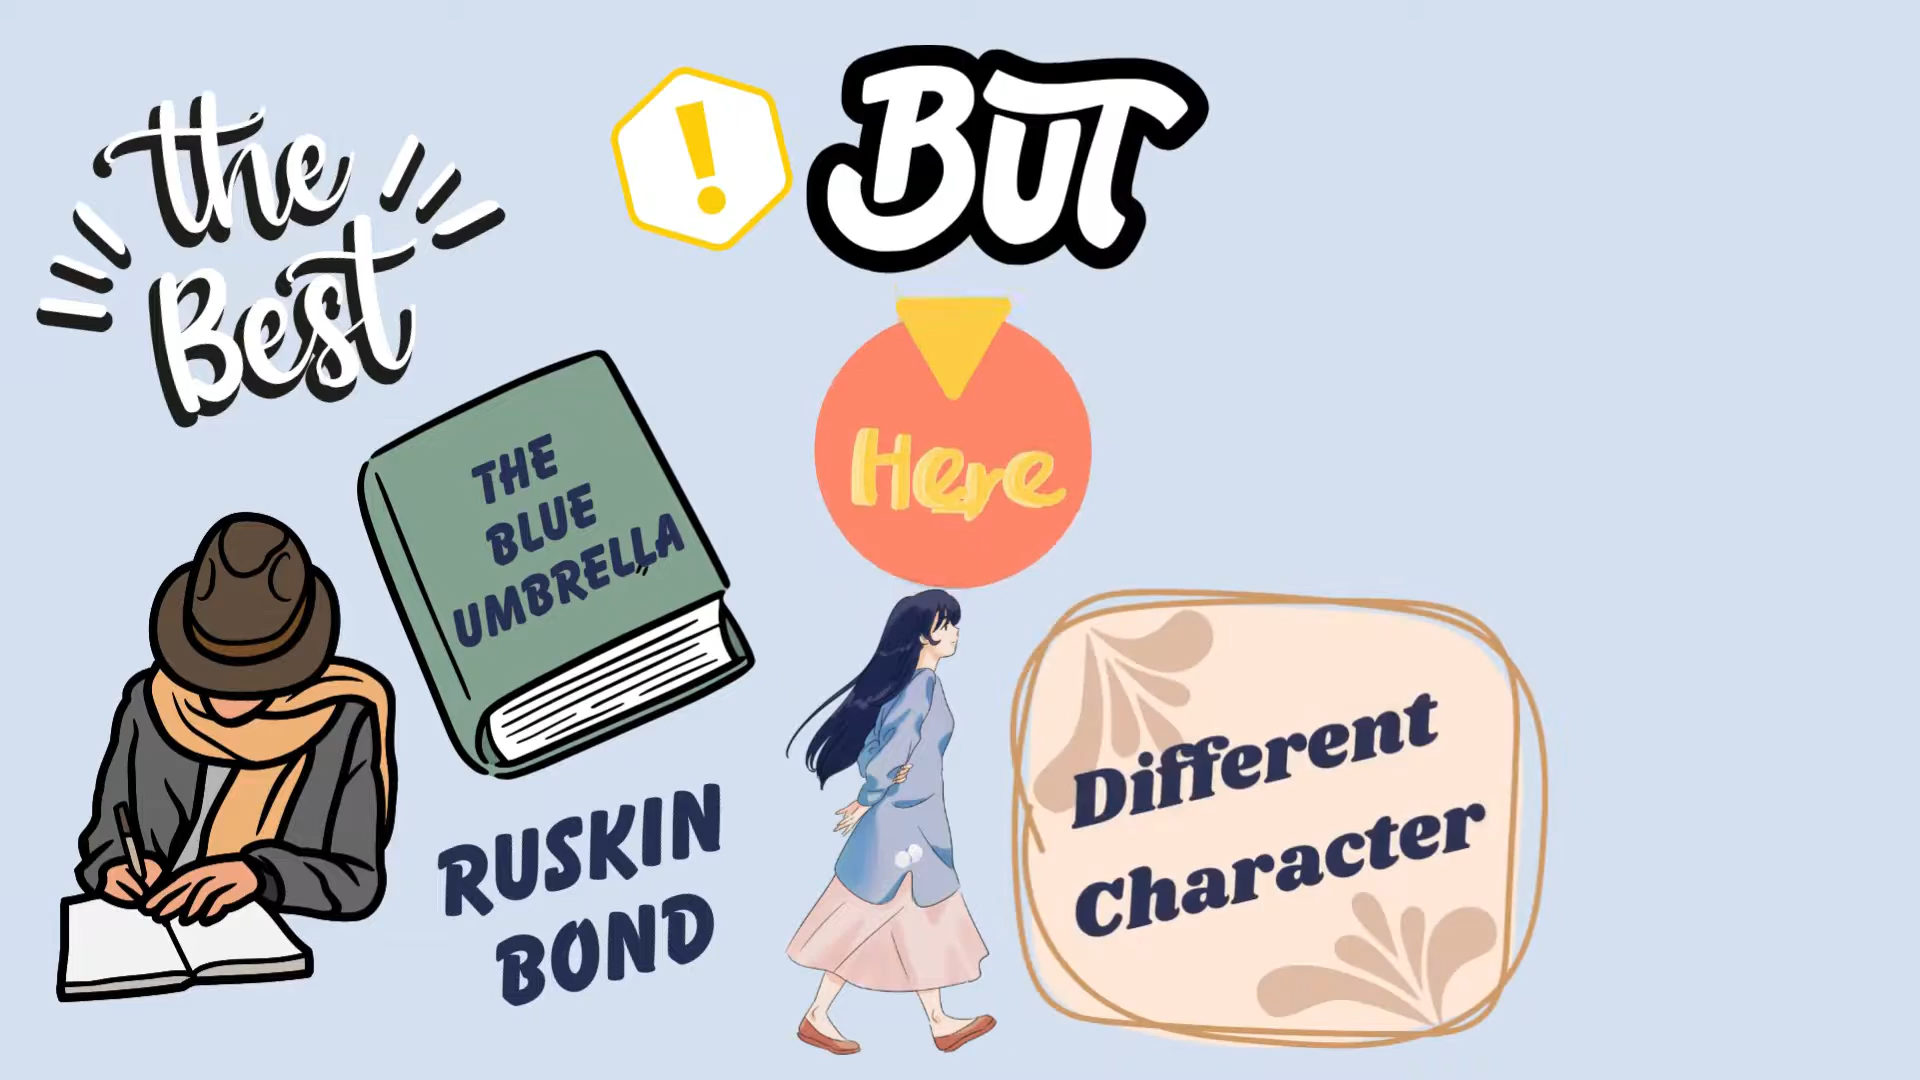 the
Best
THE
BLUE
UMBRELLA
RUSKIN
BOND
! BUT
Here
Different
Character